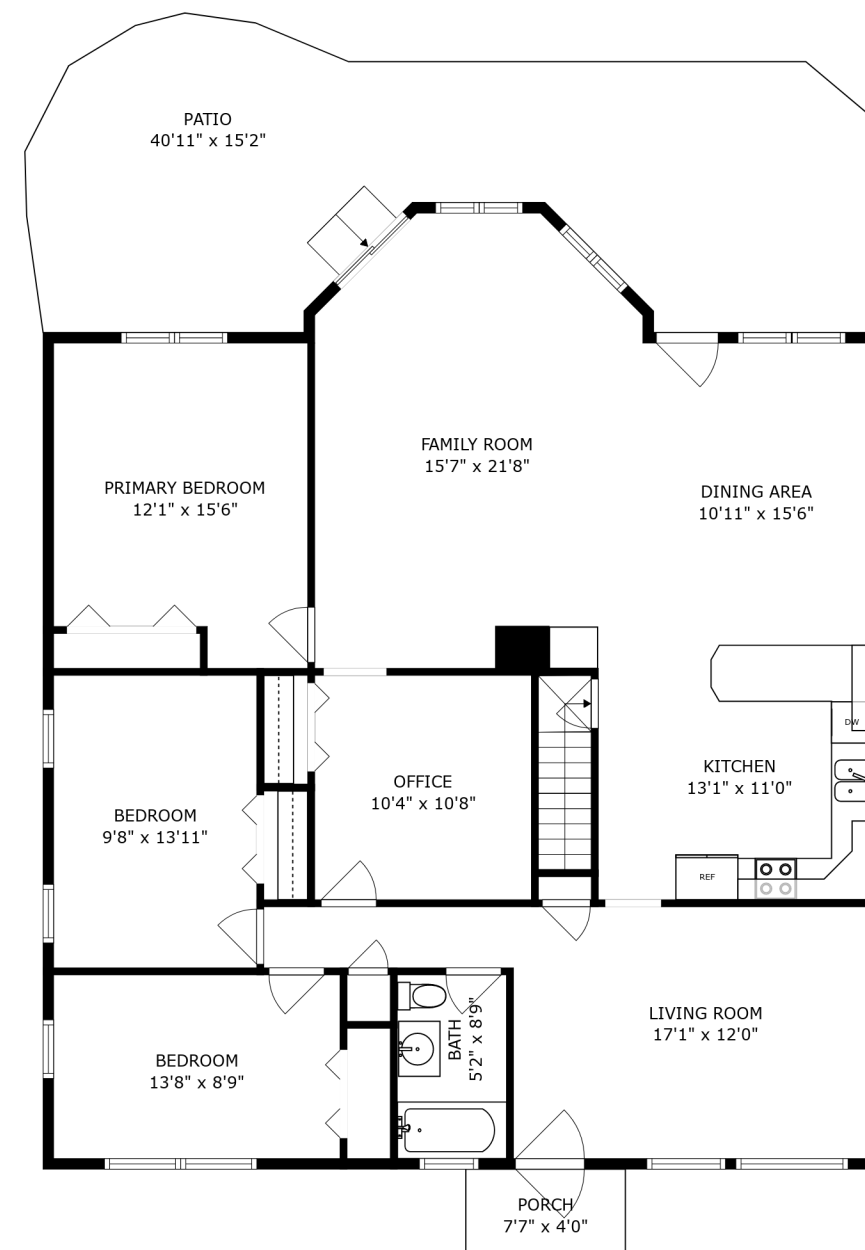 PATIO
40'11" x 15'2"
FAMILY ROOM
15'7" x 21'8"
PRIMARY BEDROOM
12'1" x 15'6"
DINING AREA
10'11" x 15'6"
DW
KITCHEN
13'1" x 11'0"
OFFICE
10'4" x 10'8"
BEDROOM
9'8" x 13'11"
REF
LIVING ROOM
17'1" x 12'0"
BATH
5'2" x 8'9"
BEDROOM
13'8" x 8'9"
PORCH
7'7" x 4'0"